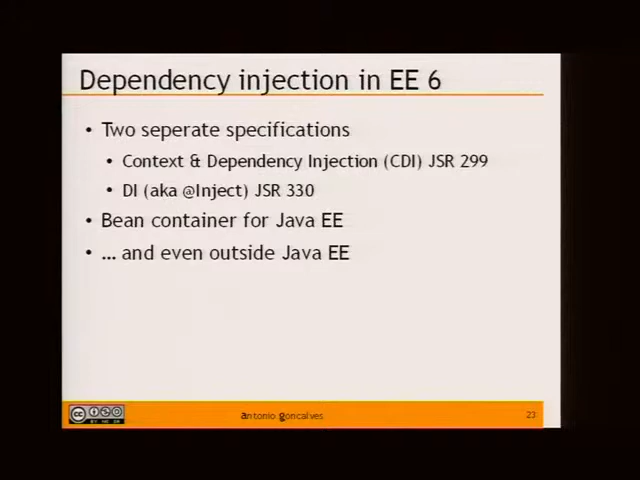 Dependency injection in EE 6
• Two seperate specifications
• Context & Dependency Injection (CDI) JSR 299
• DI (aka @Inject) JSR 330
• Bean container for Java EE
• … and even outside Java EE
antonio goncalves
23